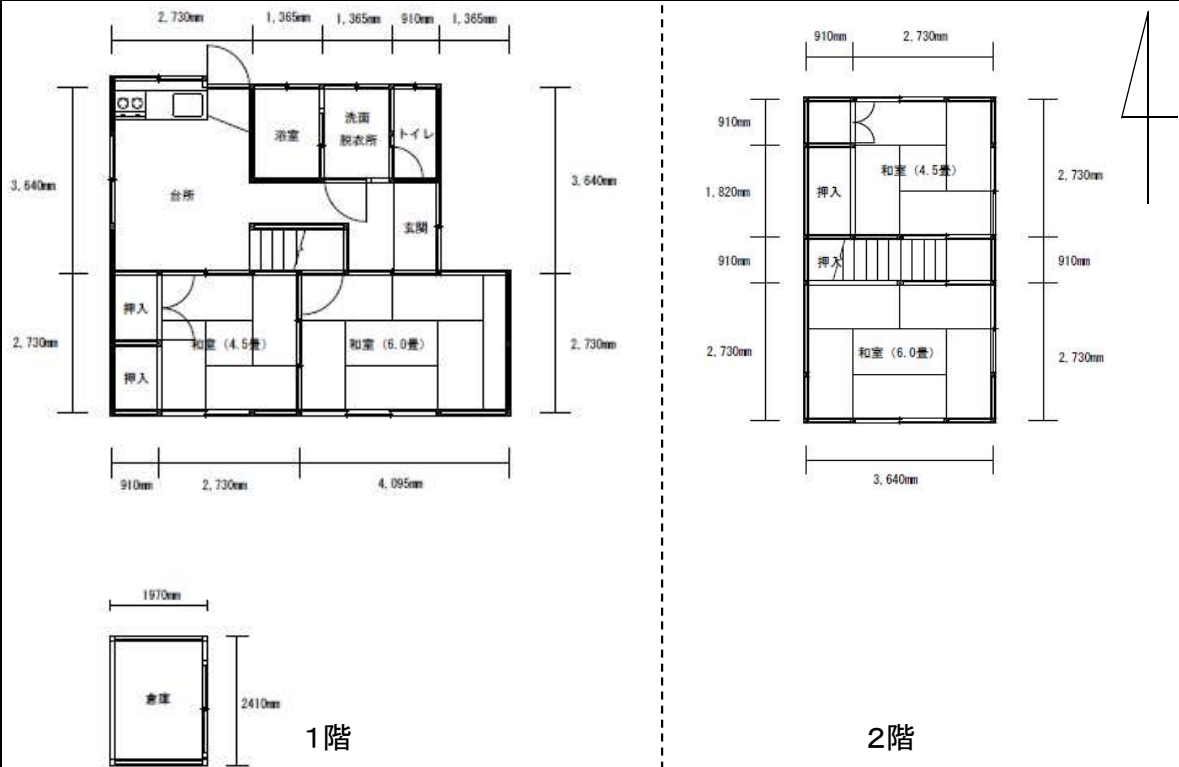 2,730mm 1,365mm 1,365mm 910mm 1,365mm
浴室
洗面
脱衣所
トイレ
3,640mm
台所
3,640mm
玄関
押入
2,730mm
和室(4.5畳)
和室(6.0畳)
2,730mm
押入
910mm 2,730mm 4,095mm
1970mm
倉庫
2410mm
1階
910mm 2,730mm
910mm
和室(4.5畳)
2,730mm
1,820mm
押入
910mm
押入
910mm
2,730mm
和室(6.0畳)
2,730mm
3,640mm
2階